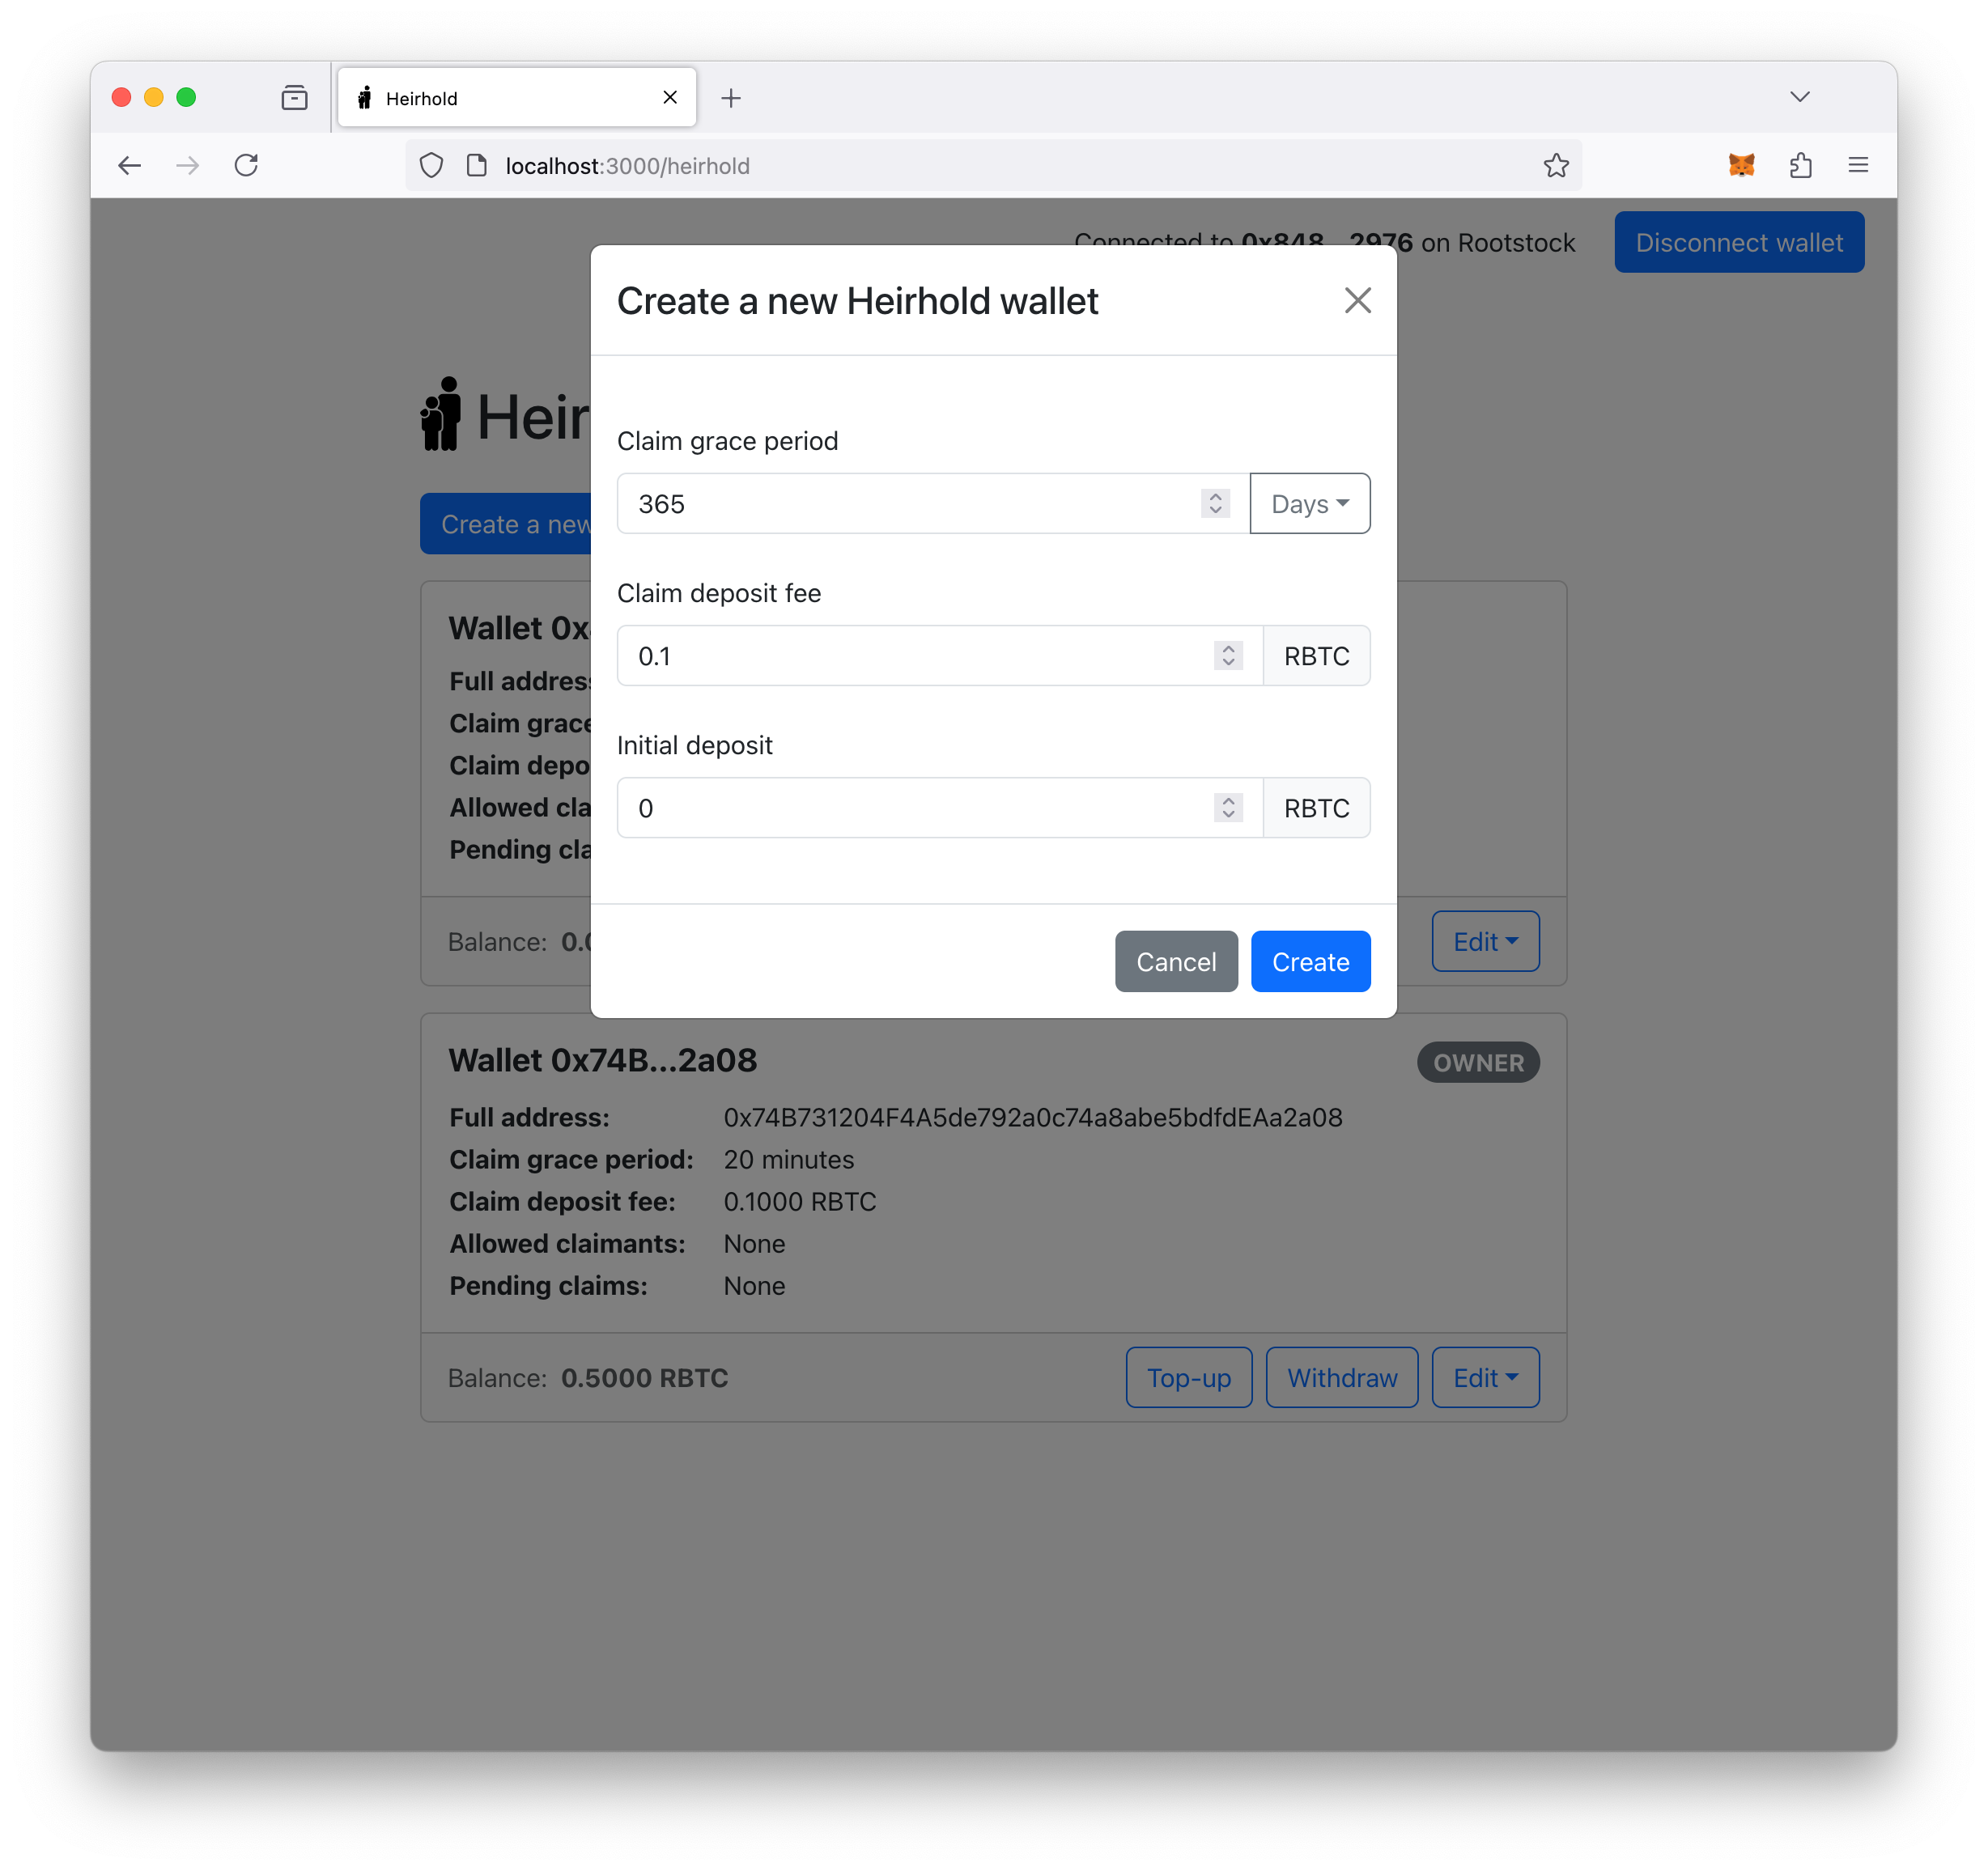 Heirhold
localhost:3000/heirhold
Connected to 0x848...2976 on Rootstock
Disconnect wallet
Create a new Heirhold wallet
Heir
Create a new
Claim grace period
365
Days
Claim deposit fee
0.1
RBTC
Initial deposit
0
RBTC
Cancel
Create
Wallet 0x
Full address
Claim grace
Claim depo
Allowed cla
Pending cla
Balance: 0.
Edit
Wallet 0x74B...2a08
OWNER
Full address: 0x74B731204F4A5de792a0c74a8abe5bdfdEAa2a08
Claim grace period: 20 minutes
Claim deposit fee: 0.1000 RBTC
Allowed claimants: None
Pending claims: None
Balance: 0.5000 RBTC
Top-up
Withdraw
Edit